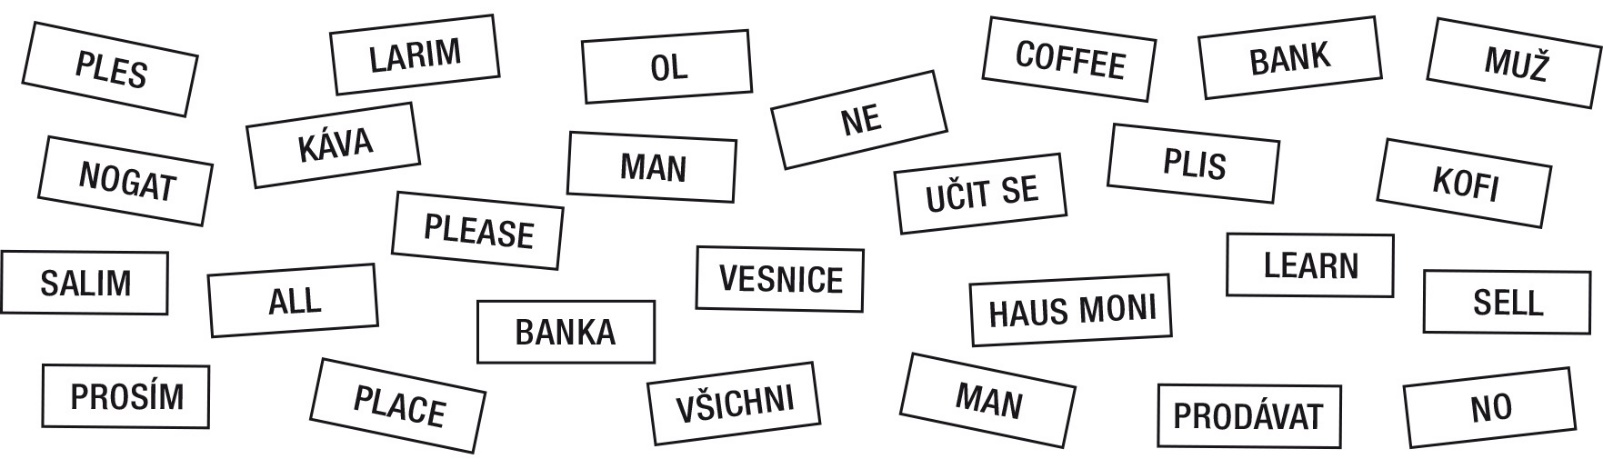 PLES
LARIM
OL
COFFEE
BANK
MUŽ
NE
KÁVA
NOGAT
MAN
PLIS
KOFI
UČIT SE
PLEASE
SALIM
ALL
VESNICE
LEARN
HAUS MONI
SELL
BANKA
PROSÍM
PLACE
VŠICHNI
MAN
PRODÁVAT
NO